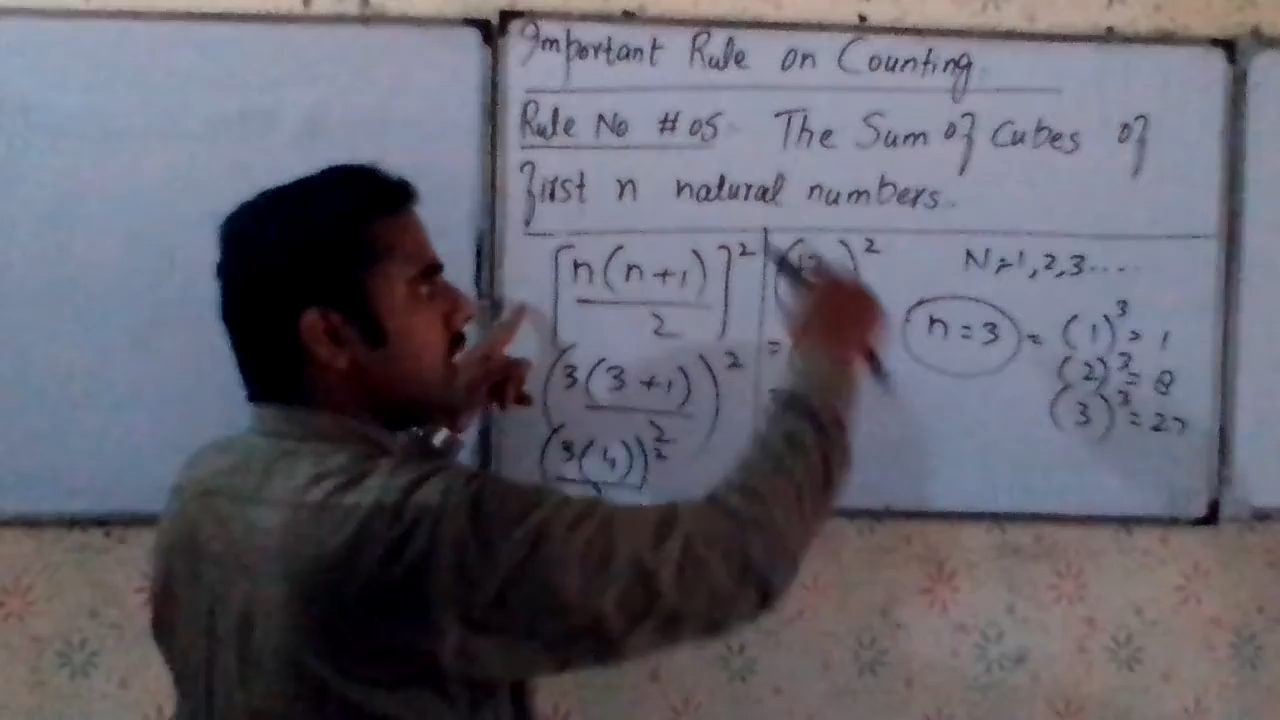 Important Rule on Counting
Rule No # 05 The Sum of Cubes of
first n natural numbers.
[n(n+1)/2]²
(3(3+1))²
(3(4))²
2
( )²
=
N=1,2,3....
n=3 = (1)³ = 1
(2)³ = 8
(3)³ = 27